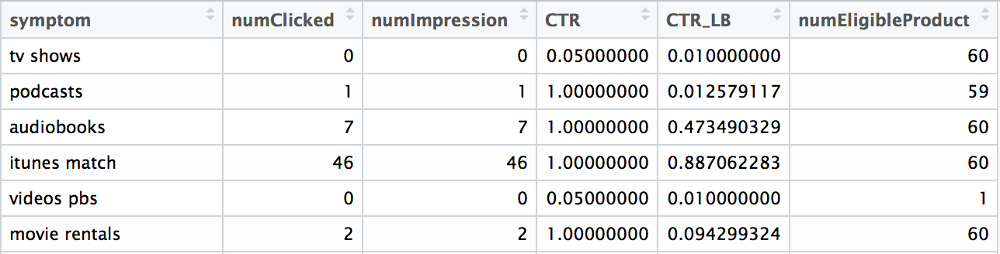 symptom numClicked numImpression CTR CTR_LB numEligibleProduct
tv shows 0 0 0.05000000 0.010000000 60
podcasts 1 1 1.00000000 0.012579117 59
audiobooks 7 7 1.00000000 0.473490329 60
itunes match 46 46 1.00000000 0.887062283 60
videos pbs 0 0 0.05000000 0.010000000 1
movie rentals 2 2 1.00000000 0.094299324 60